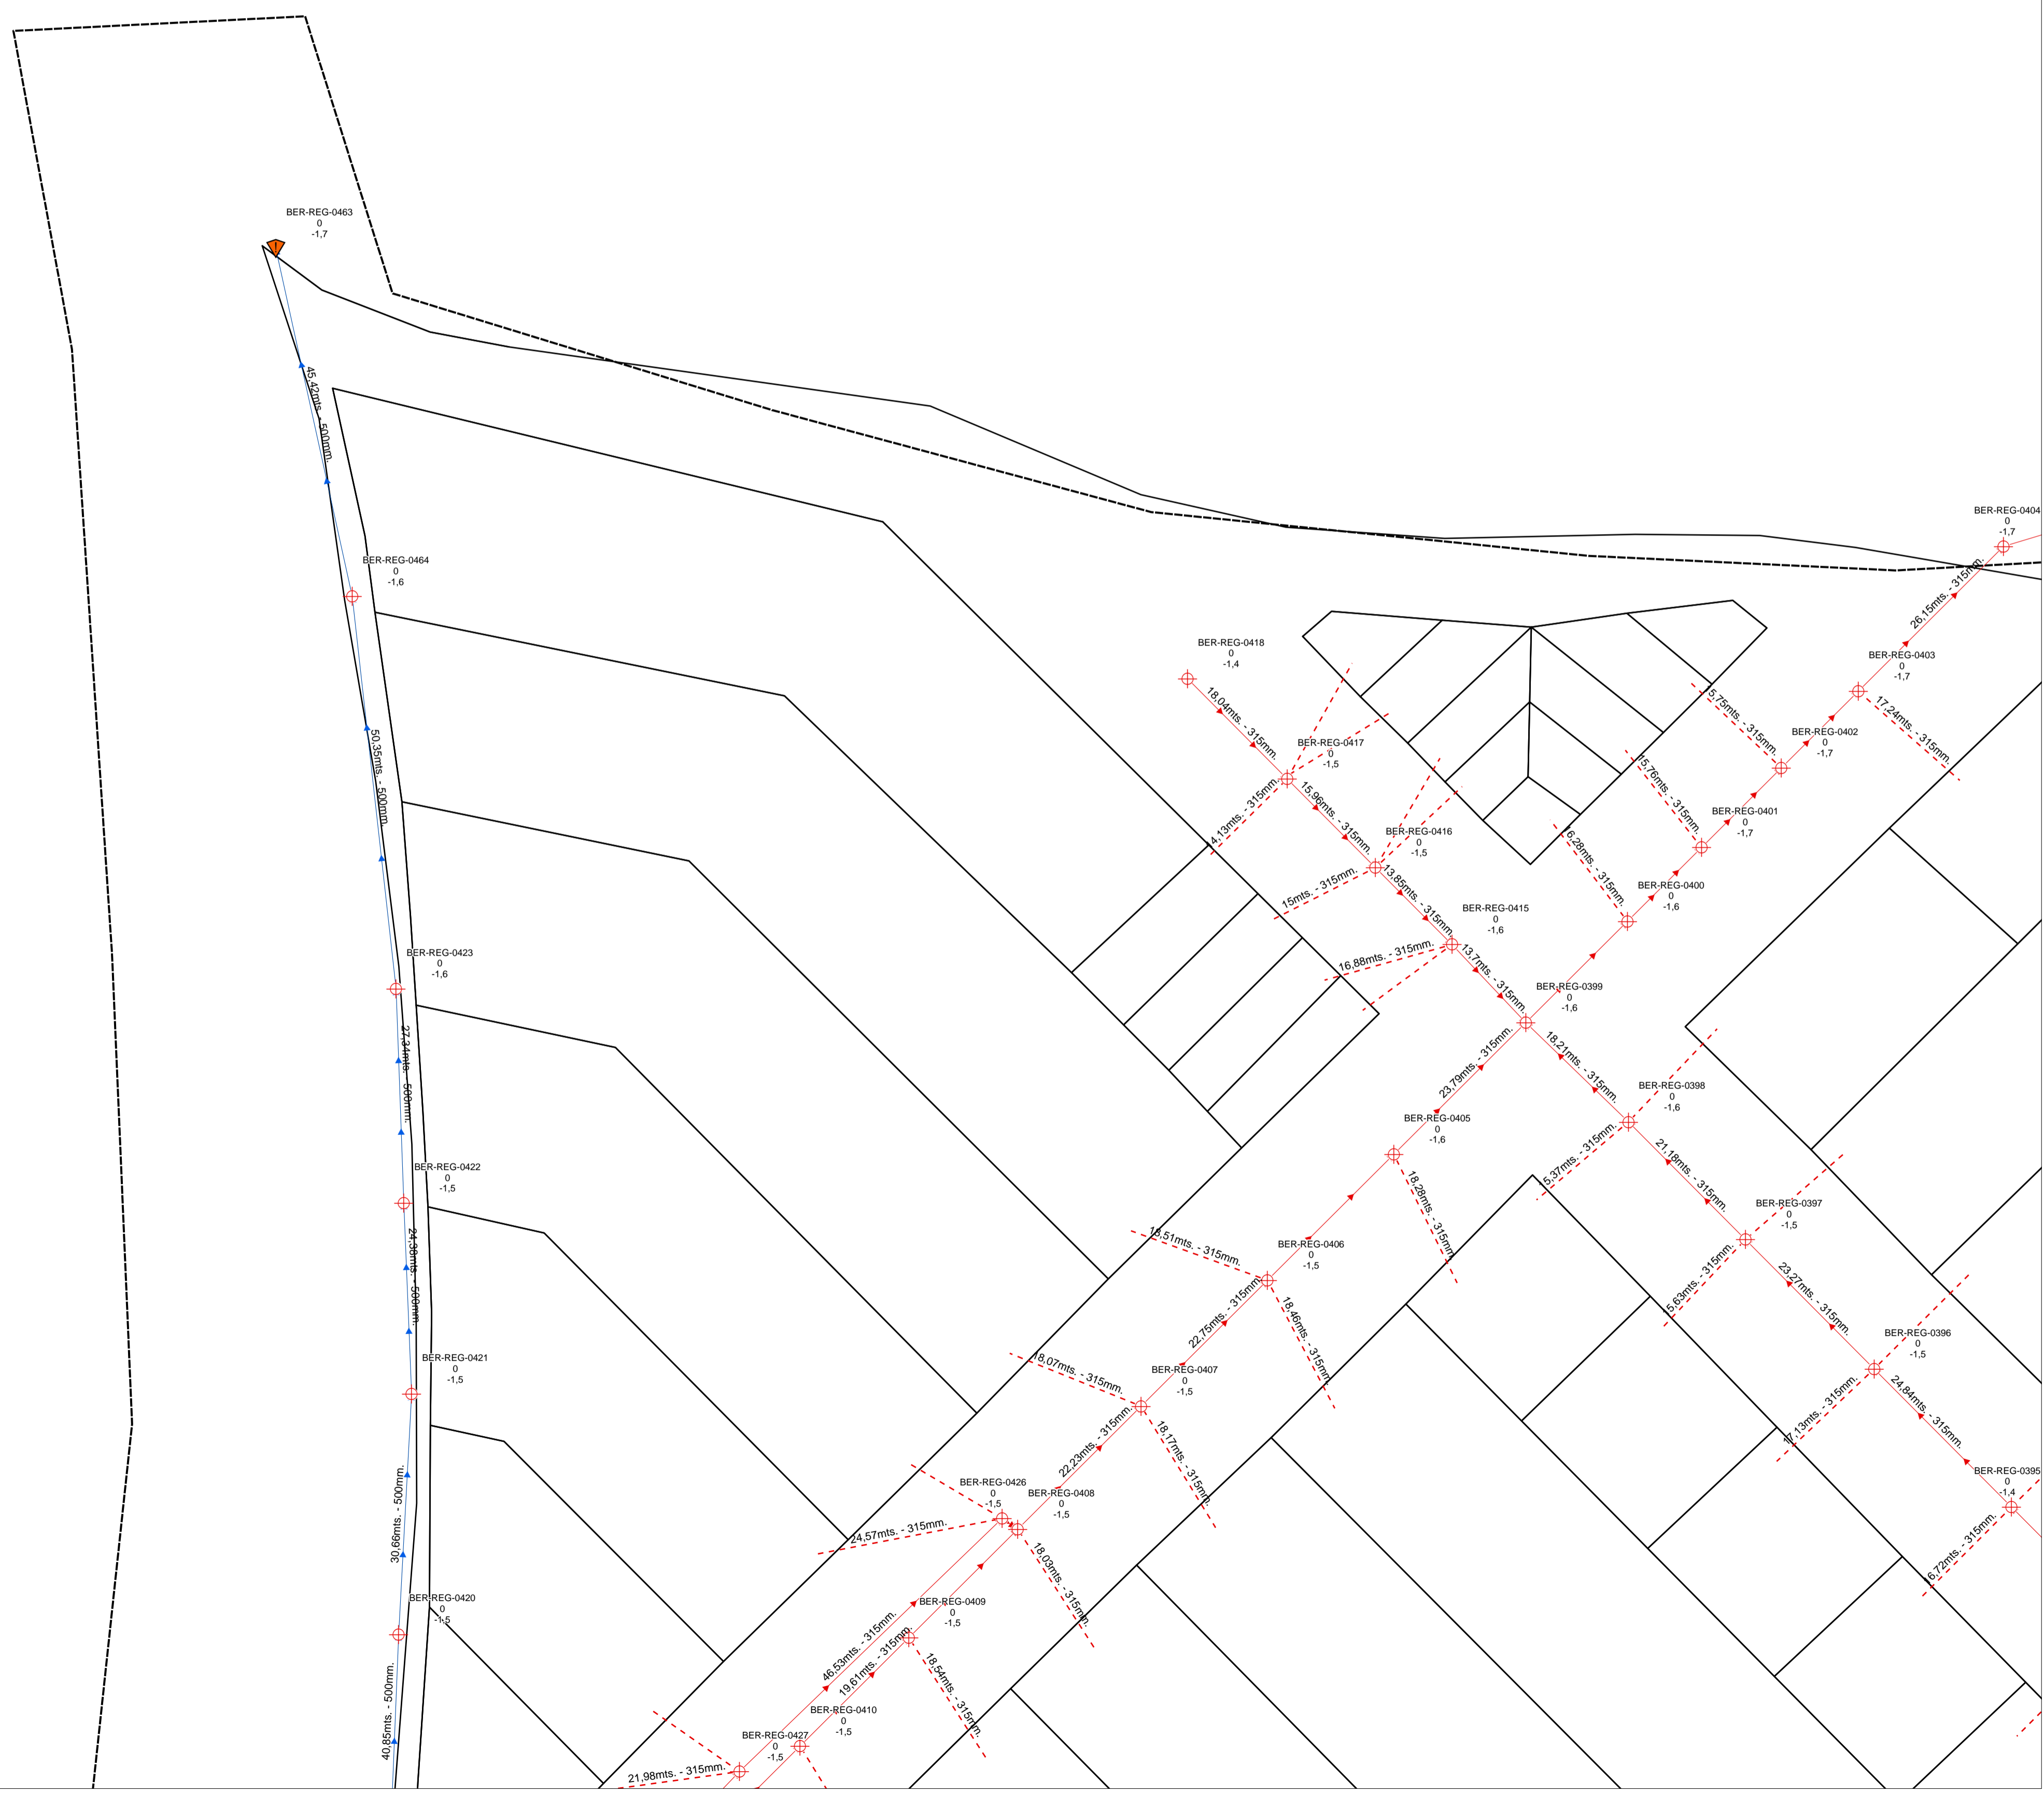 BER-REG-0463
0
-1,7
45,42mts. - 500mm.
BER-REG-0464
0
-1,6
50,35mts. - 500mm.
BER-REG-0423
0
-1,6
27,34mts. - 500mm.
BER-REG-0422
0
-1,5
24,38mts. - 500mm.
BER-REG-0421
0
-1,5
30,66mts. - 500mm.
BER-REG-0420
0
-1,5
40,85mts. - 500mm.
BER-REG-0404
0
-1,7
26,15mts. - 315mm.
BER-REG-0403
0
-1,7
17,24mts. - 315mm.
BER-REG-0402
0
-1,7
5,75mts. - 315mm.
BER-REG-0401
0
-1,7
15,76mts. - 315mm.
BER-REG-0400
0
-1,6
6,28mts. - 315mm.
BER-REG-0418
0
-1,4
18,04mts. - 315mm.
BER-REG-0417
0
-1,5
4,13mts. - 315mm.
15,96mts. - 315mm.
BER-REG-0416
0
-1,5
15mts. - 315mm.
13,85mts. - 315mm.
BER-REG-0415
0
-1,6
16,88mts. - 315mm.
13,7mts. - 315mm.
BER-REG-0399
0
-1,6
23,79mts. - 315mm.
18,21mts. - 315mm.
BER-REG-0398
0
-1,6
5,37mts. - 315mm.
21,18mts. - 315mm.
BER-REG-0397
0
-1,5
5,63mts. - 315mm.
23,27mts. - 315mm.
BER-REG-0396
0
-1,5
17,13mts. - 315mm.
24,84mts. - 315mm.
BER-REG-0395
0
-1,4
6,72mts. - 315mm.
BER-REG-0405
0
-1,6
18,28mts. - 315mm.
BER-REG-0406
0
-1,5
18,51mts. - 315mm.
18,46mts. - 315mm.
22,75mts. - 315mm.
BER-REG-0407
0
-1,5
18,07mts. - 315mm.
18,17mts. - 315mm.
22,23mts. - 315mm.
BER-REG-0426
0
-1,5
BER-REG-0408
0
-1,5
24,57mts. - 315mm.
18,03mts. - 315mm.
46,53mts. - 315mm.
BER-REG-0409
0
-1,5
19,61mts. - 315mm.
18,54mts. - 315mm.
BER-REG-0410
0
-1,5
BER-REG-0427
0
-1,5
21,98mts. - 315mm.